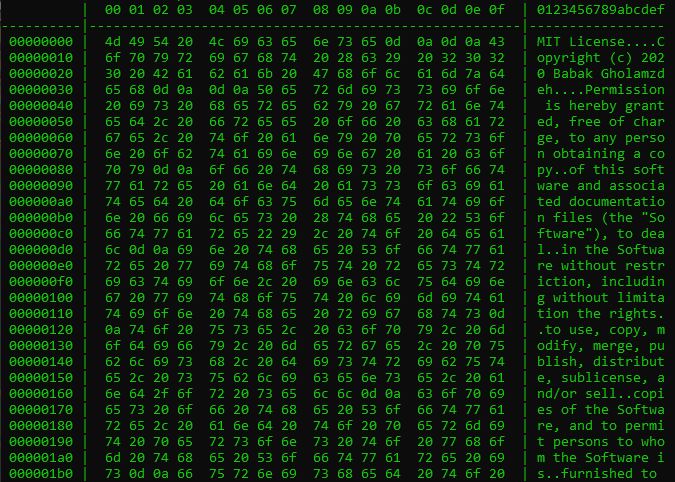 |  00 01 02 03  04 05 06 07  08 09 0a 0b  0c 0d 0e 0f  | 0123456789abcdef
---------|------------------------------------------------------|-----------------
00000000 |  4d 49 54 20  4c 69 63 65  6e 73 65 0d  0a 0d 0a 43  | MIT License....C
00000010 |  6f 70 79 72  69 67 68 74  20 28 63 29  20 32 30 32  | opyright (c) 202
00000020 |  30 20 42 61  62 61 6b 20  47 68 6f 6c  61 6d 7a 64  | 0 Babak Gholamzd
00000030 |  65 68 0d 0a  0d 0a 50 65  72 6d 69 73  73 69 6f 6e  | eh....Permission
00000040 |  20 69 73 20  68 65 72 65  62 79 20 67  72 61 6e 74  |  is hereby grant
00000050 |  65 64 2c 20  66 72 65 65  20 6f 66 20  63 68 61 72  | ed, free of char
00000060 |  67 65 2c 20  74 6f 20 61  6e 79 20 70  65 72 73 6f  | ge, to any perso
00000070 |  6e 20 6f 62  74 61 69 6e  69 6e 67 20  61 20 63 6f  | n obtaining a co
00000080 |  70 79 0d 0a  6f 66 20 74  68 69 73 20  73 6f 66 74  | py..of this soft
00000090 |  77 61 72 65  20 61 6e 64  20 61 73 73  6f 63 69 61  | ware and associa
000000a0 |  74 65 64 20  64 6f 63 75  6d 65 6e 74  61 74 69 6f  | ted documentatio
000000b0 |  6e 20 66 69  6c 65 73 20  28 74 68 65  20 22 53 6f  | n files (the "So
000000c0 |  66 74 77 61  72 65 22 29  2c 20 74 6f  20 64 65 61  | ftware"), to dea
000000d0 |  6c 0d 0a 69  6e 20 74 68  65 20 53 6f  66 74 77 61  | l..in the Softwa
000000e0 |  72 65 20 77  69 74 68 6f  75 74 20 72  65 73 74 72  | re without restr
000000f0 |  69 63 74 69  6f 6e 2c 20  69 6e 63 6c  75 64 69 6e  | iction, includin
00000100 |  67 20 77 69  74 68 6f 75  74 20 6c 69  6d 69 74 61  | g without limita
00000110 |  74 69 6f 6e  20 74 68 65  20 72 69 67  68 74 73 0d  | tion the rights.
00000120 |  0a 74 6f 20  75 73 65 2c  20 63 6f 70  79 2c 20 6d  | .to use, copy, m
00000130 |  6f 64 69 66  79 2c 20 6d  65 72 67 65  2c 20 70 75  | odify, merge, pu
00000140 |  62 6c 69 73  68 2c 20 64  69 73 74 72  69 62 75 74  | blish, distribut
00000150 |  65 2c 20 73  75 62 6c 69  63 65 6e 73  65 2c 20 61  | e, sublicense, a
00000160 |  6e 64 2f 6f  72 20 73 65  6c 6c 0d 0a  63 6f 70 69  | nd/or sell..copi
00000170 |  65 73 20 6f  66 20 74 68  65 20 53 6f  66 74 77 61  | es of the Softwa
00000180 |  72 65 2c 20  61 6e 64 20  74 6f 20 70  65 72 6d 69  | re, and to permi
00000190 |  74 20 70 65  72 73 6f 6e  73 20 74 6f  20 77 68 6f  | t persons to who
000001a0 |  6d 20 74 68  65 20 53 6f  66 74 77 61  72 65 20 69  | m the Software i
000001b0 |  73 0d 0a 66  75 72 6e 69  73 68 65 64  20 74 6f 20  | s..furnished to